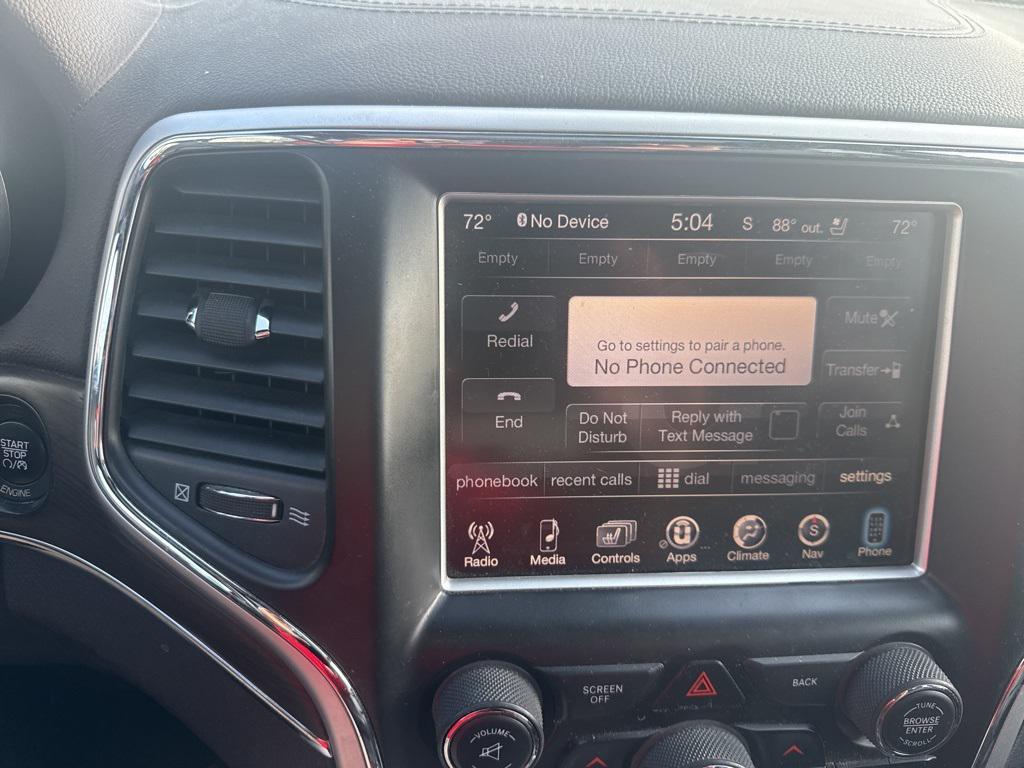 72° No Device 5:04 S 88° out. 72°
Empty Empty Empty Empty Empty
Redial
Go to settings to pair a phone.
No Phone Connected
Mute
Transfer
End
Do Not
Disturb
Reply with
Text Message
Join
Calls
phonebook recent calls dial messaging settings
Radio Media Controls Apps Climate Nav Phone
S
START
STOP
ENGINE
SCREEN
OFF
BACK
VOLUME
TUNE
BROWSE
ENTER
SCROLL